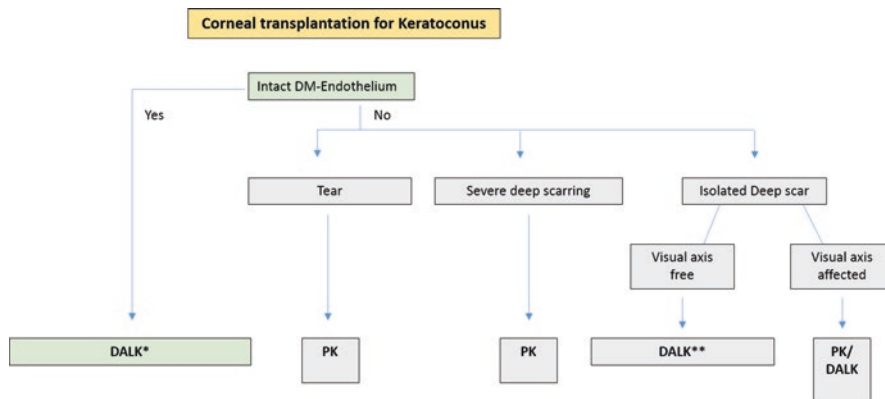 Corneal transplantation for Keratoconus
Intact DM-Endothelium
Yes
No
Tear
Severe deep scarring
Isolated Deep scar
Visual axis
free
Visual axis
affected
DALK*
PK
PK
DALK**
PK/
DALK